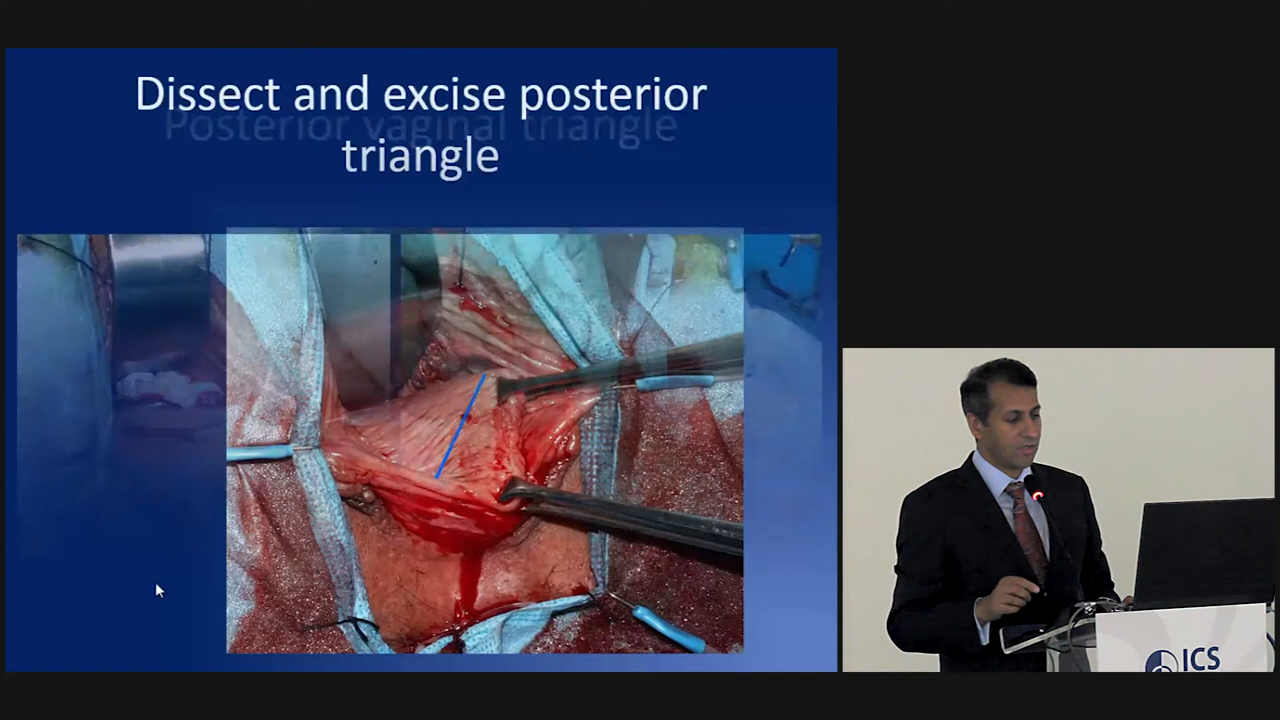 Dissect and excise posterior
triangle
Posterior vaginal triangle
ICS